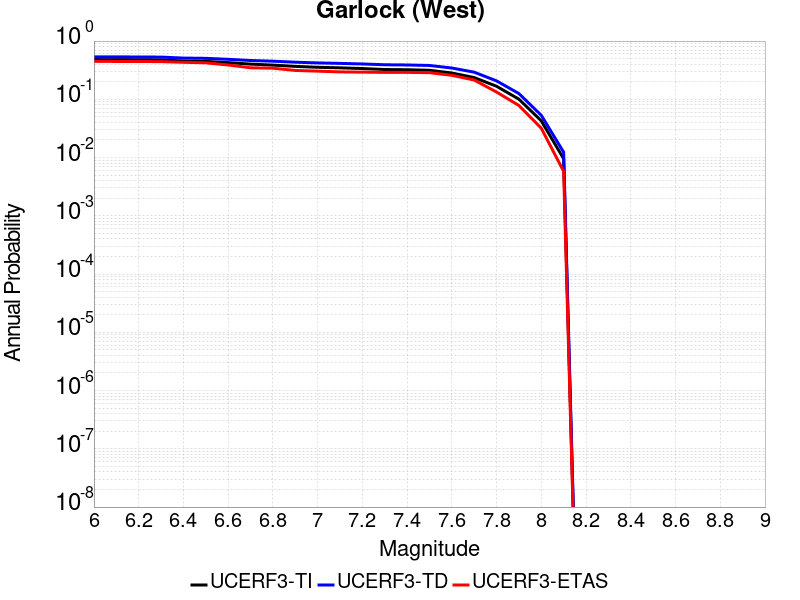 Garlock (West)
10^0
10^-1
10^-2
10^-3
10^-4
10^-5
10^-6
10^-7
10^-8
Annual Probability
6 6.2 6.4 6.6 6.8 7 7.2 7.4 7.6 7.8 8 8.2 8.4 8.6 8.8 9
Magnitude
UCERF3-TI UCERF3-TD UCERF3-ETAS